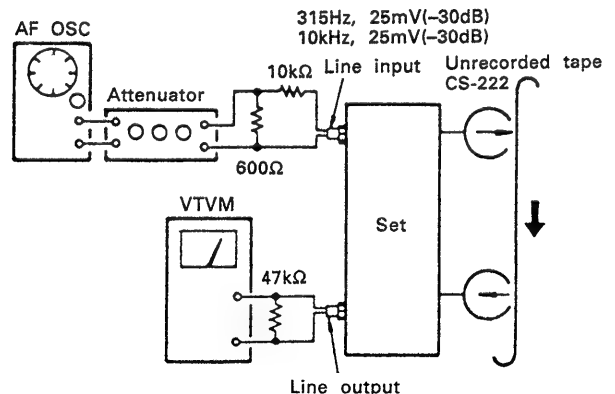 315Hz, 25mV(–30dB)
10kHz, 25mV(–30dB)
AF OSC
Attenuator
10kΩ
Line input
Unrecorded tape
CS-222
600Ω
VTVM
Set
47kΩ
Line output